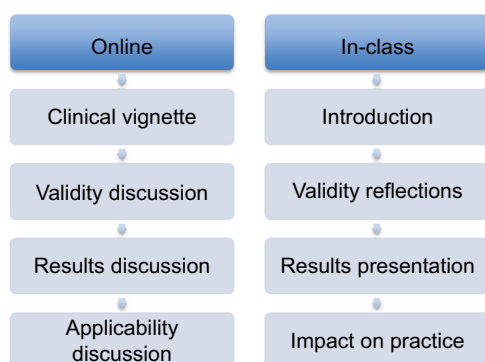 Online
Clinical vignette
Validity discussion
Results discussion
Applicability
discussion
In-class
Introduction
Validity reflections
Results presentation
Impact on practice